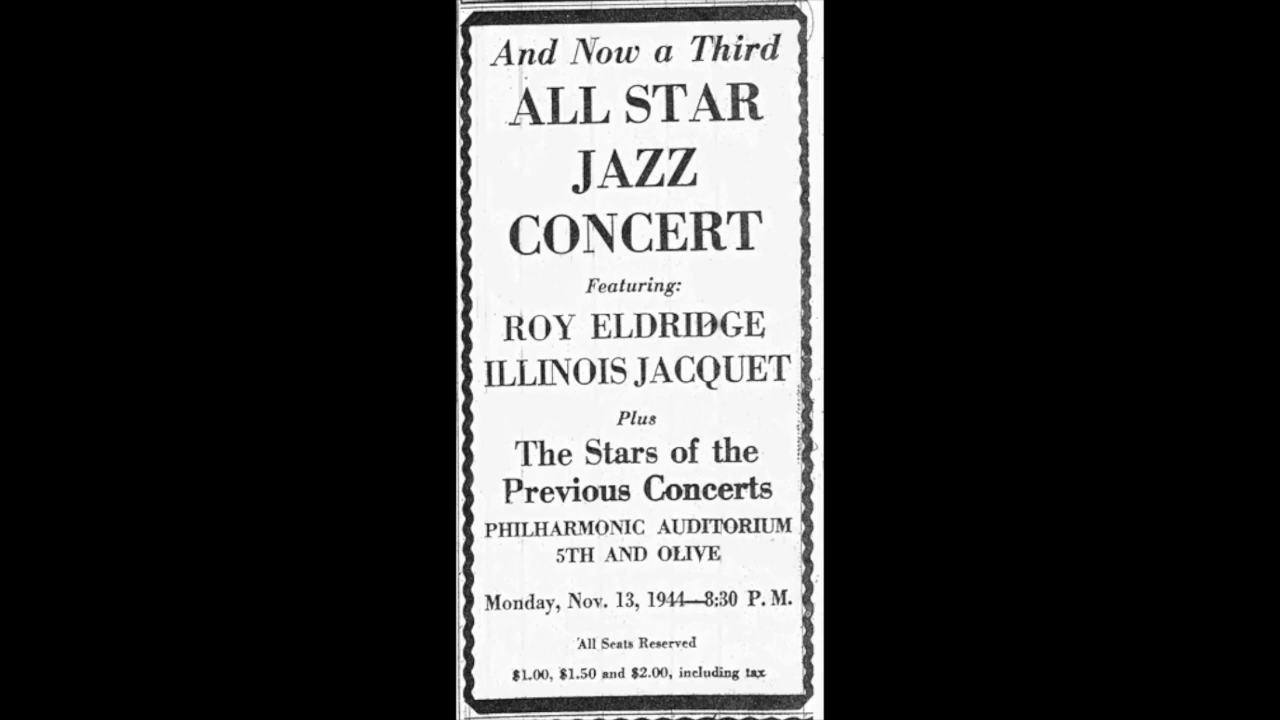 And Now a Third
ALL STAR
JAZZ
CONCERT
Featuring:
ROY ELDRIDGE
ILLINOIS JACQUET
Plus
The Stars of the
Previous Concerts
PHILHARMONIC AUDITORIUM
5TH AND OLIVE
Monday, Nov. 13, 1944—8:30 P. M.
All Seats Reserved
$1.00, $1.50 and $2.00, including tax